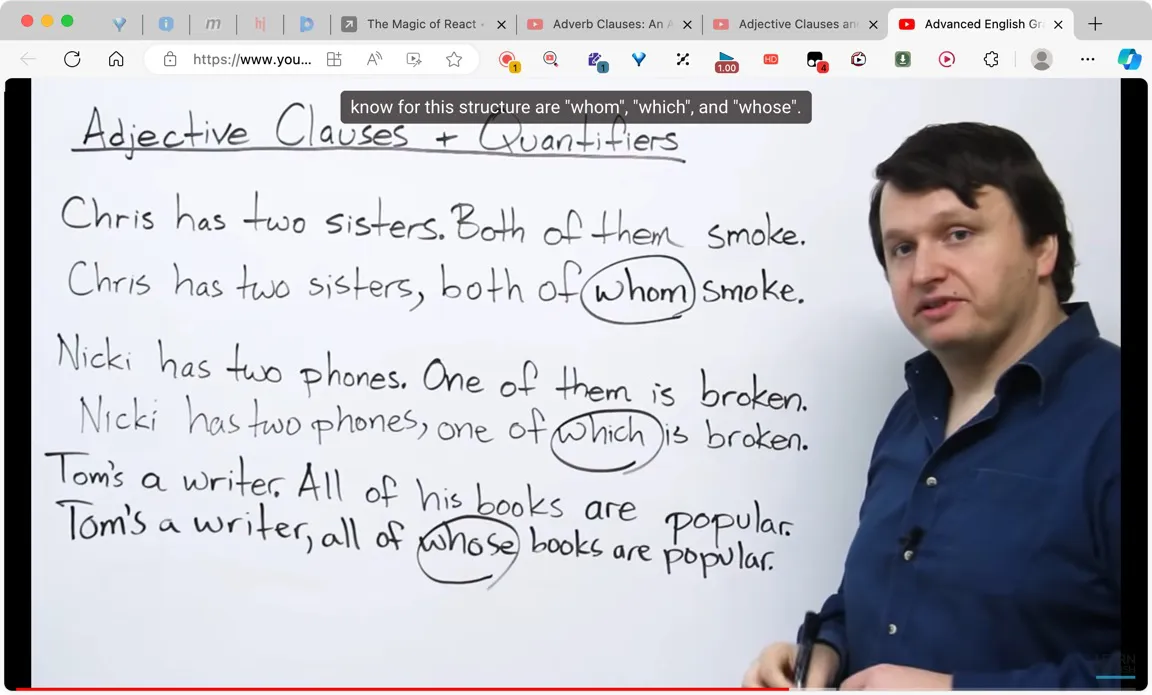 The Magic of React
Adverb Clauses: An A
Adjective Clauses an
Advanced English Gra
https://www.you...
1
1
1.00
HD
4
know for this structure are "whom", "which", and "whose".
Adjective Clauses + Quantifiers
Chris has two sisters. Both of them smoke.
Chris has two sisters, both of whom smoke.
Nicki has two phones. One of them is broken.
Nicki has two phones, one of which is broken.
Tom's a writer. All of his books are popular.
Tom's a writer, all of whose books are popular.